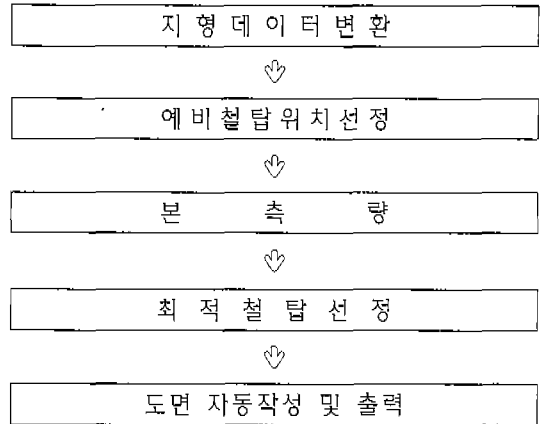 지형데이터변환
예비철탑위치선정
본 측 량
최적철탑선정
도면 자동작성 및 출력